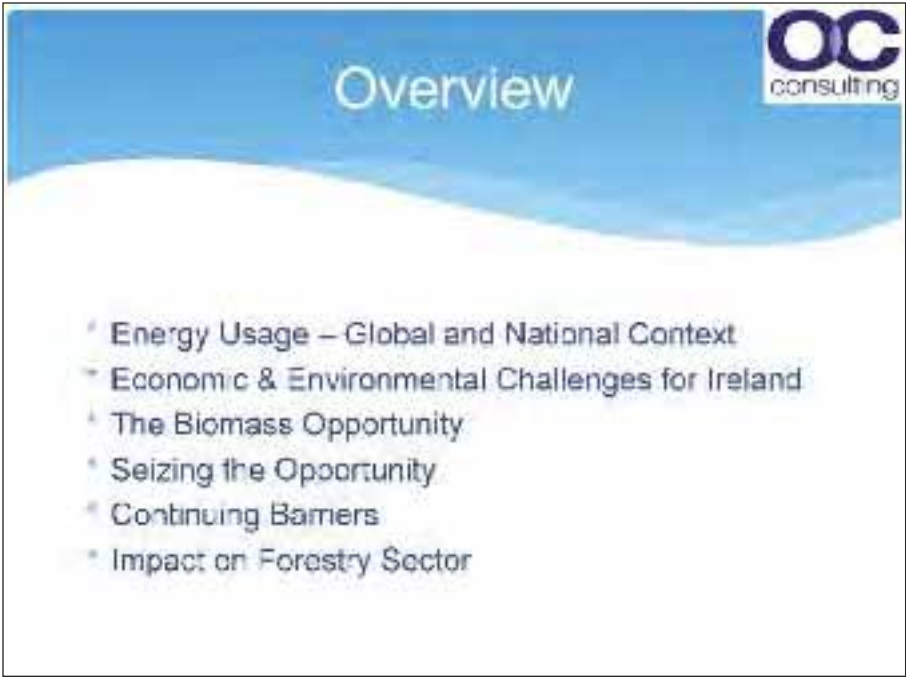 OC
consulting
Overview
* Energy Usage – Global and National Context
* Economic & Environmental Challenges for Ireland
* The Biomass Opportunity
* Seizing the Opportunity
* Continuing Barriers
* Impact on Forestry Sector